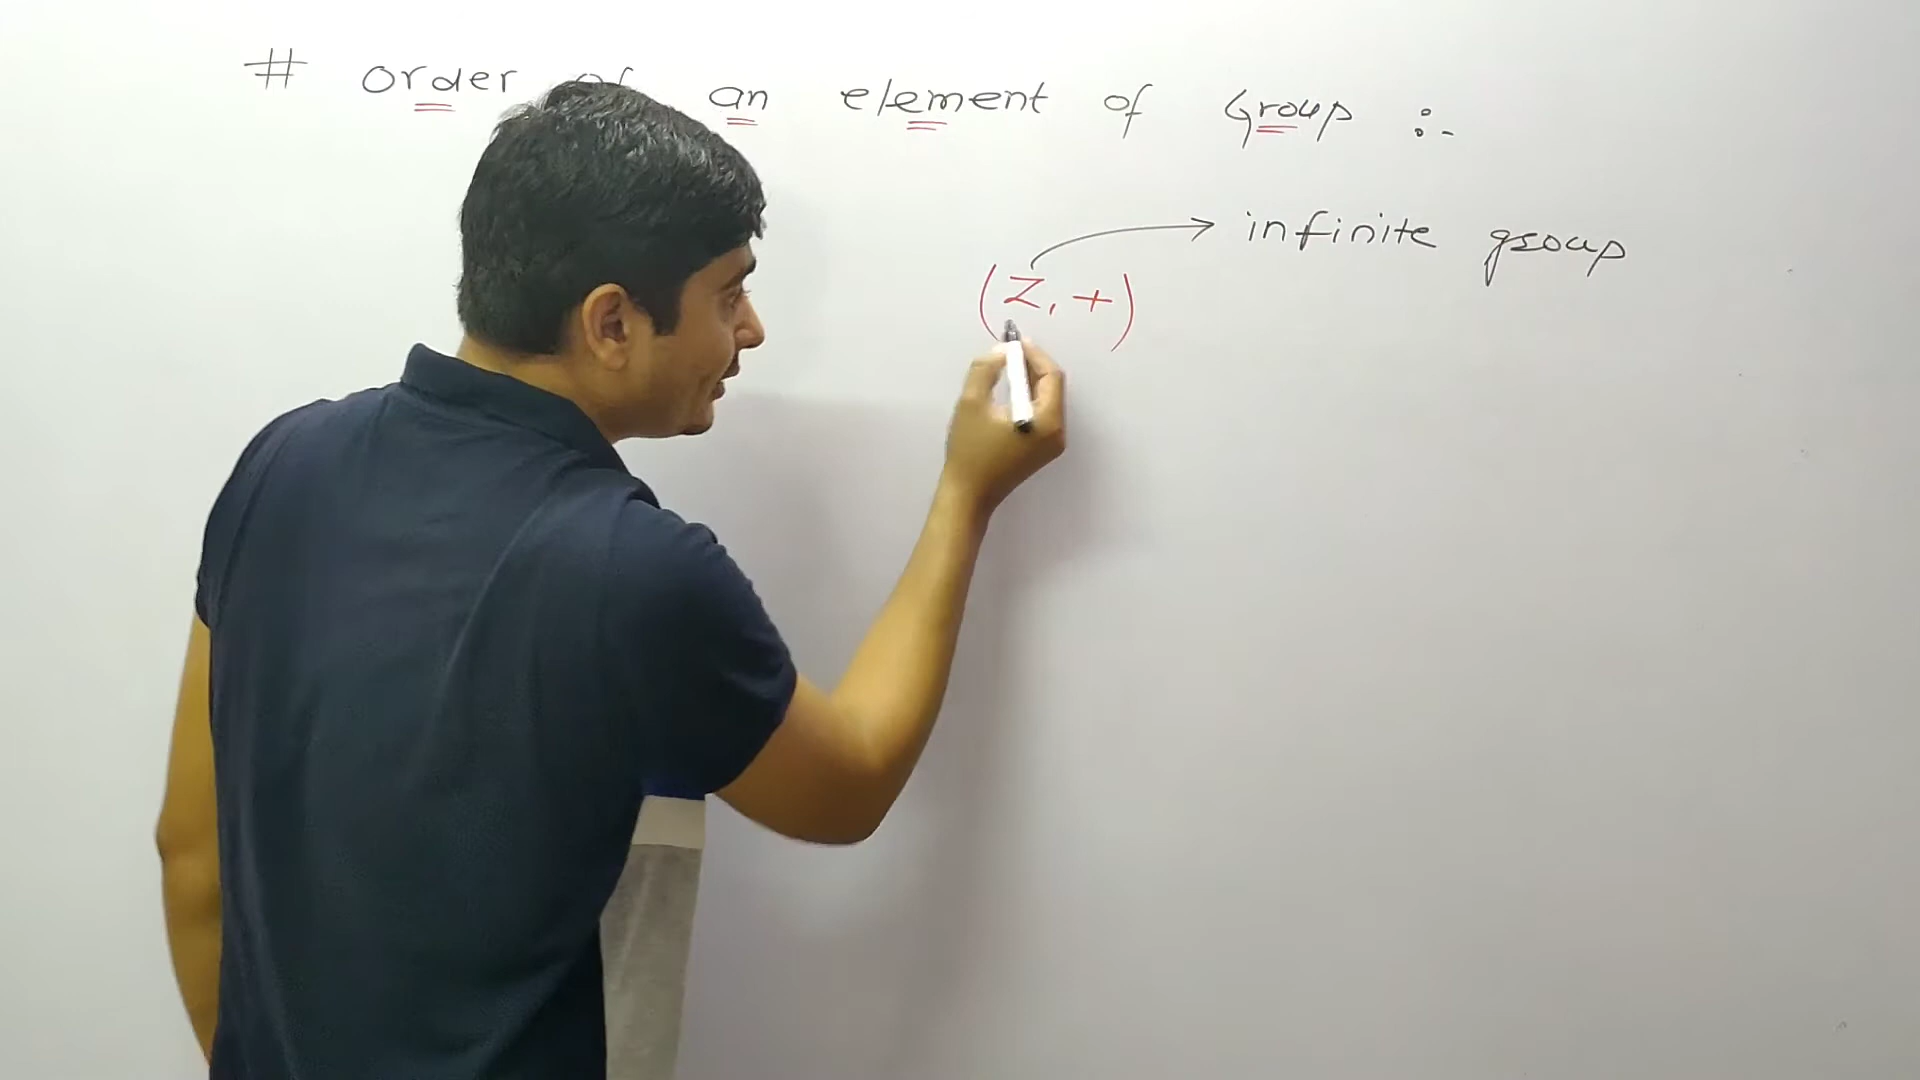 # order of an element of Group :-
infinite group
(Z, +)